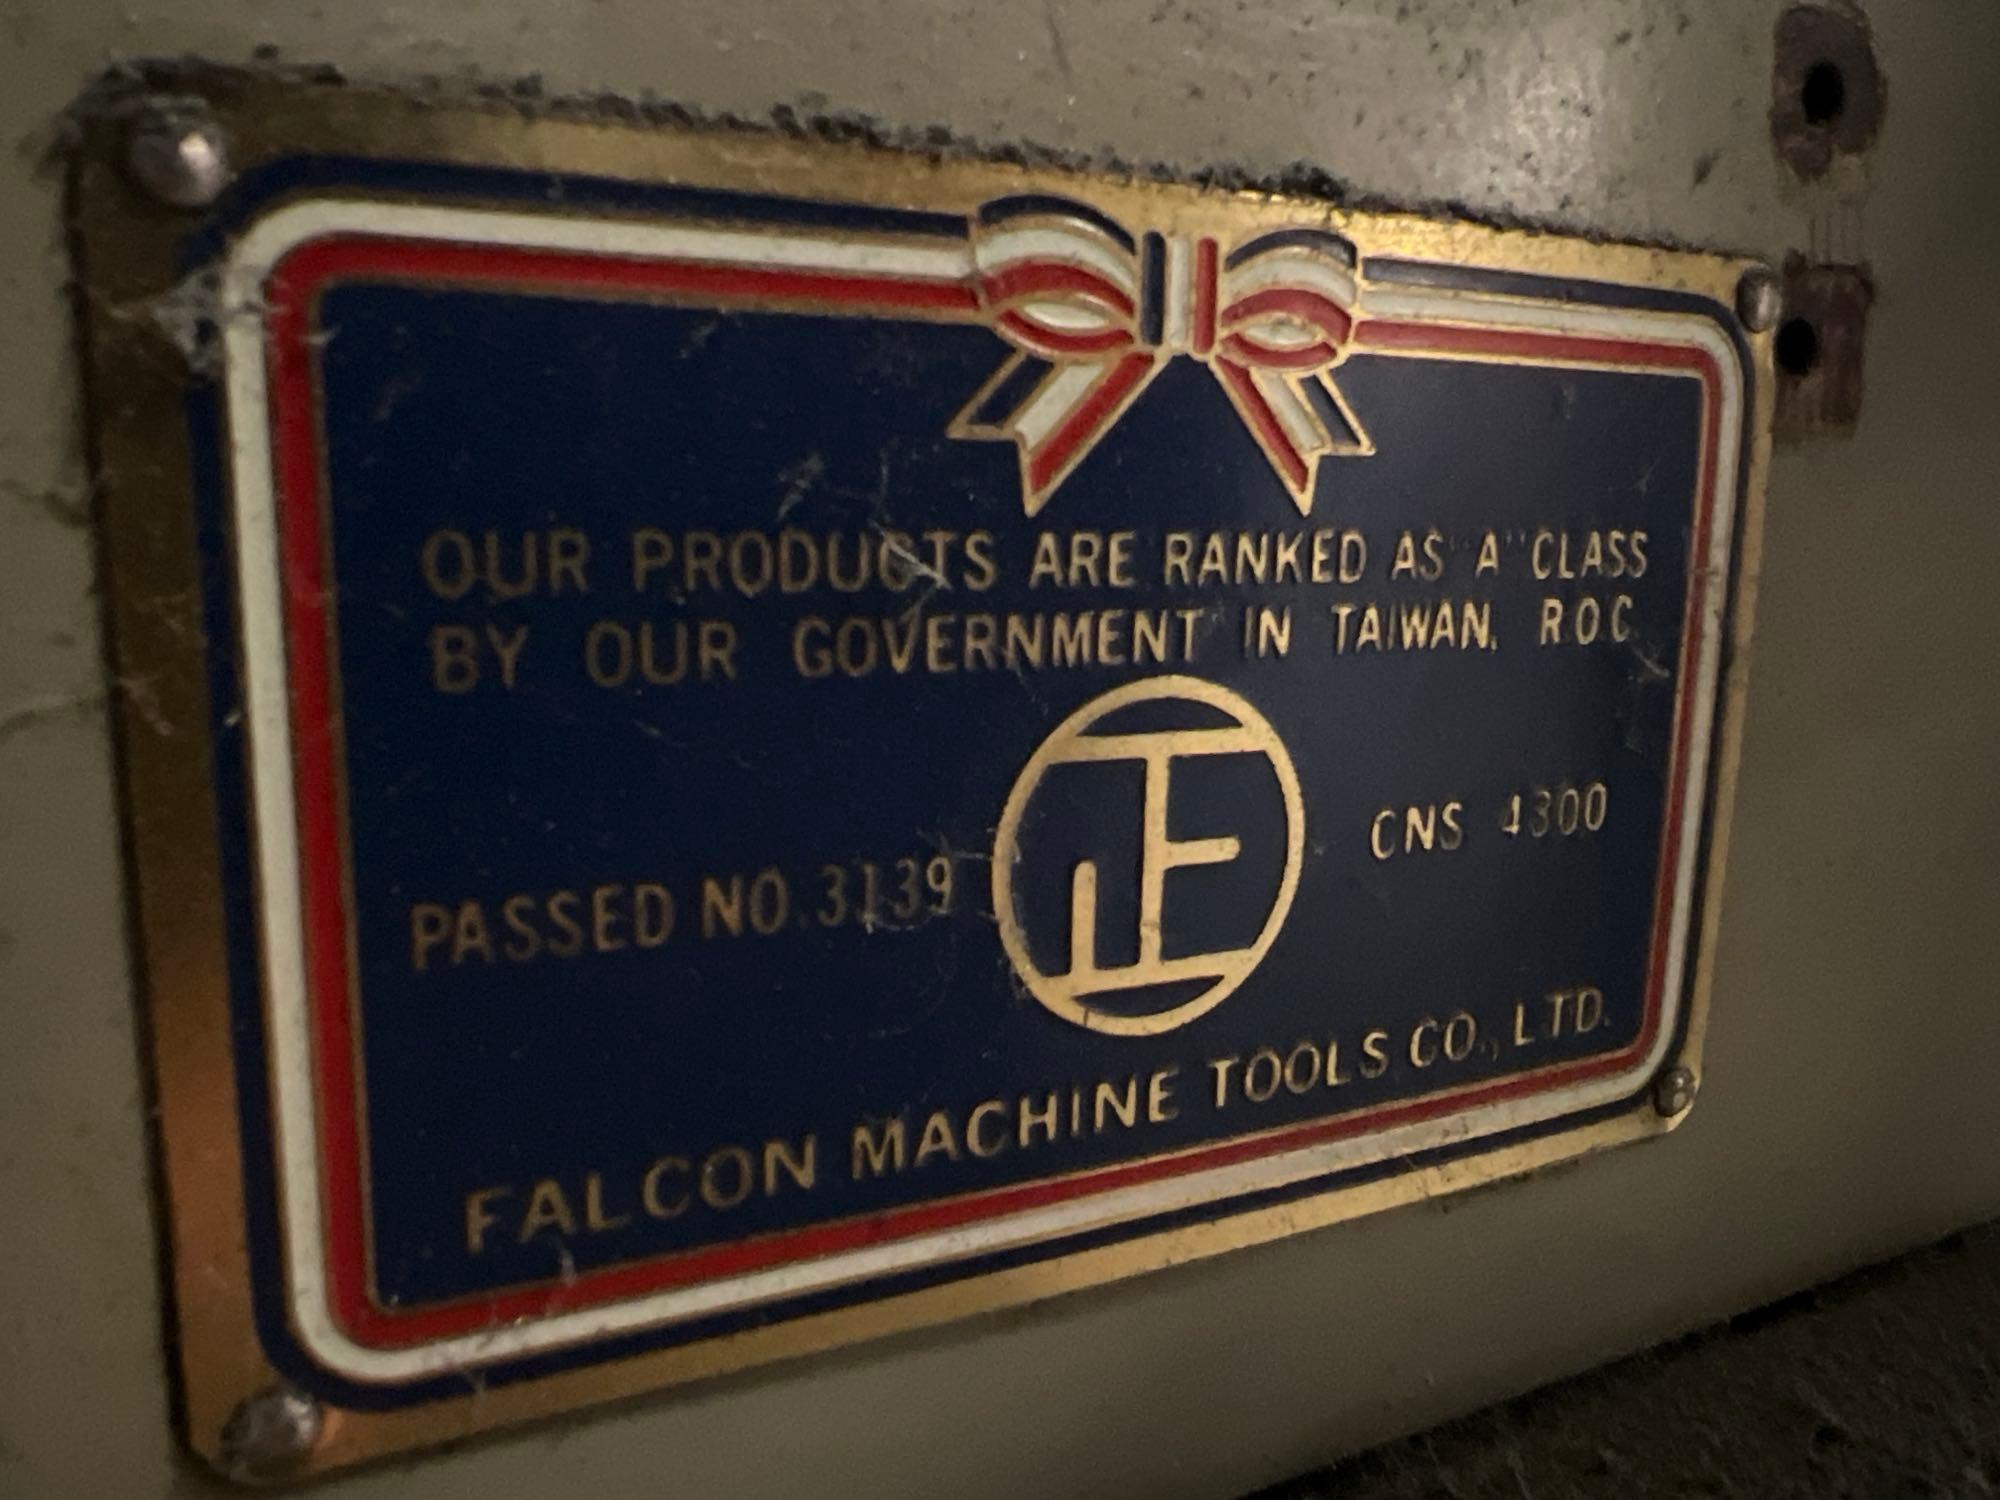 OUR PRODUCTS ARE RANKED AS "A" CLASS
BY OUR GOVERNMENT IN TAIWAN, R.O.C.
PASSED NO. 3139
CNS 4300
FALCON MACHINE TOOLS CO., LTD.